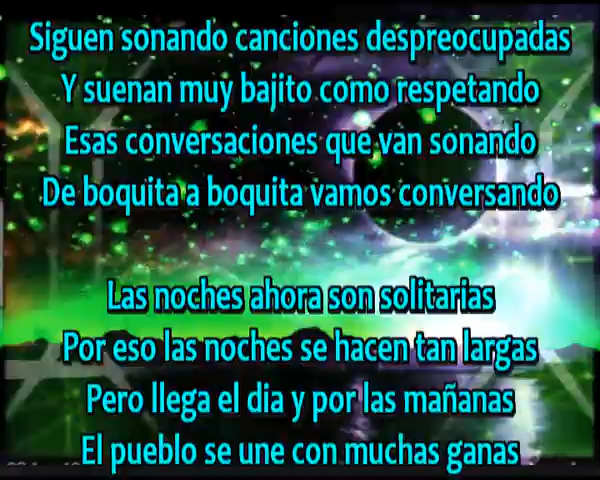 Siguen sonando canciones despreocupadas
Y suenan muy bajito como respetando
Esas conversaciones que van sonando
De boquita a boquita vamos conversando
Las noches ahora son solitarias
Por eso las noches se hacen tan largas
Pero llega el dia y por las mañanas
El pueblo se une con muchas ganas